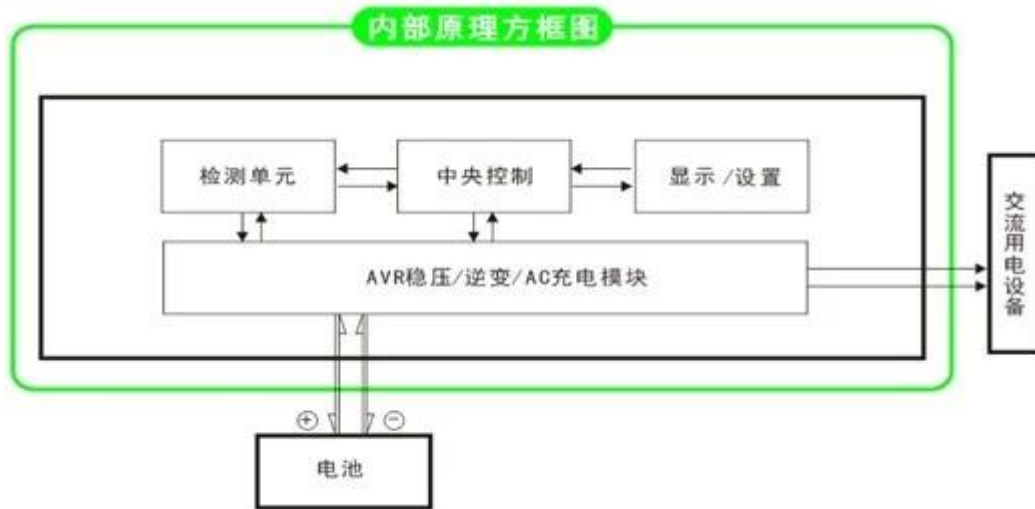 内部原理方框图
检测单元
中央控制
显示/设置
AVR稳压/逆变/AC充电模块
交流用电设备
+
−
电池